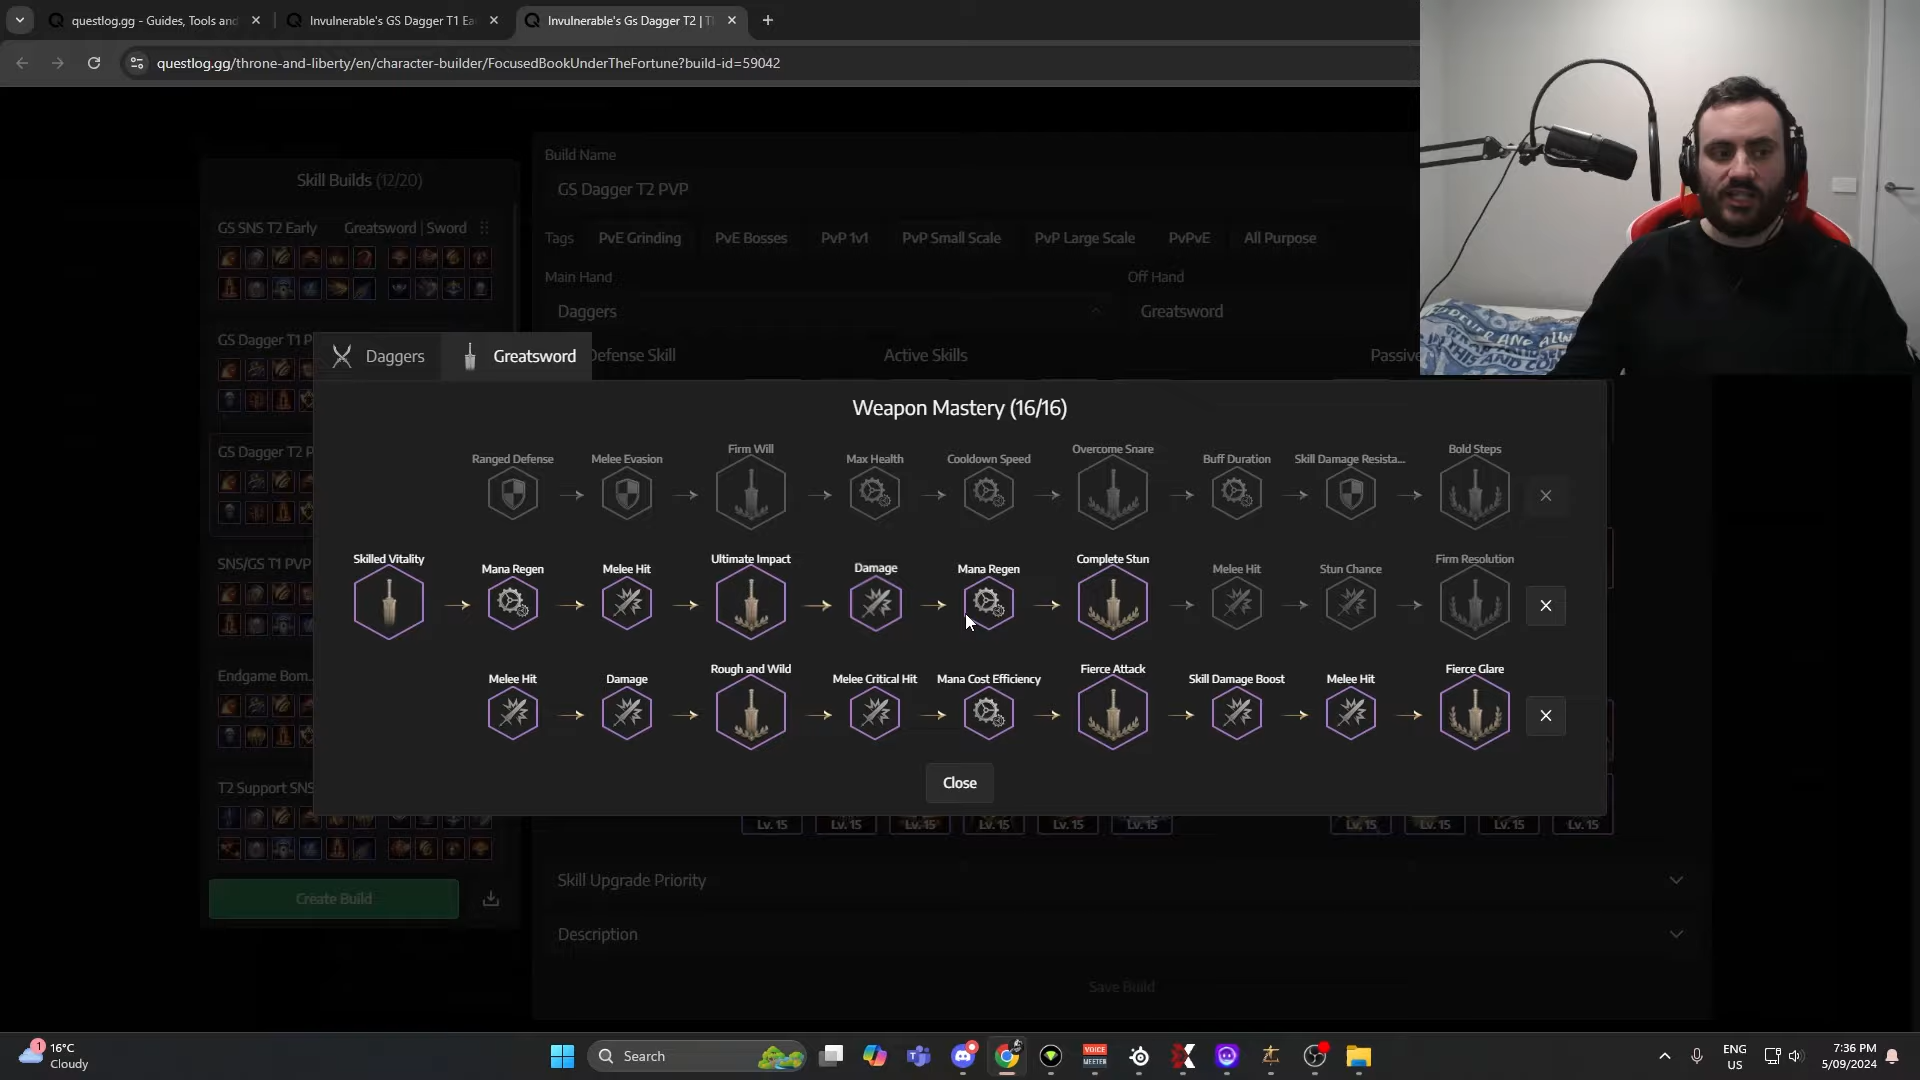 questlog.gg - Guides, Tools and
Invulnerable's GS Dagger T1 Ea
Invulnerable's Gs Dagger T2 | T
questlog.gg/throne-and-liberty/en/character-builder/FocusedBookUnderTheFortune?build-id=59042
Skill Builds (12/20)
GS SNS T2 Early
Greatsword | Sword
GS Dagger T1 P
GS Dagger T2 P
SNS/GS T1 PVP
Endgame Bom...
T2 Support SNS
Create Build
Build Name
GS Dagger T2 PVP
Tags
PvE Grinding
PvE Bosses
PvP 1v1
PvP Small Scale
PvP Large Scale
PvPvE
All Purpose
Main Hand
Off Hand
Daggers
Greatsword
Defense Skill
Active Skills
Passive
Daggers
Greatsword
Weapon Mastery (16/16)
Ranged Defense
Melee Evasion
Firm Will
Max Health
Cooldown Speed
Overcome Snare
Buff Duration
Skill Damage Resista...
Bold Steps
Skilled Vitality
Mana Regen
Melee Hit
Ultimate Impact
Damage
Mana Regen
Complete Stun
Melee Hit
Stun Chance
Firm Resolution
Melee Hit
Damage
Rough and Wild
Melee Critical Hit
Mana Cost Efficiency
Fierce Attack
Skill Damage Boost
Melee Hit
Fierce Glare
Close
Lv. 15
Lv. 15
Lv. 15
Lv. 15
Lv. 15
Lv. 15
Lv. 15
Lv. 15
Lv. 15
Lv. 15
Skill Upgrade Priority
Description
Save Build
1
16°C
Cloudy
Search
VOICE
MEETER
ENG
US
7:36 PM
5/09/2024